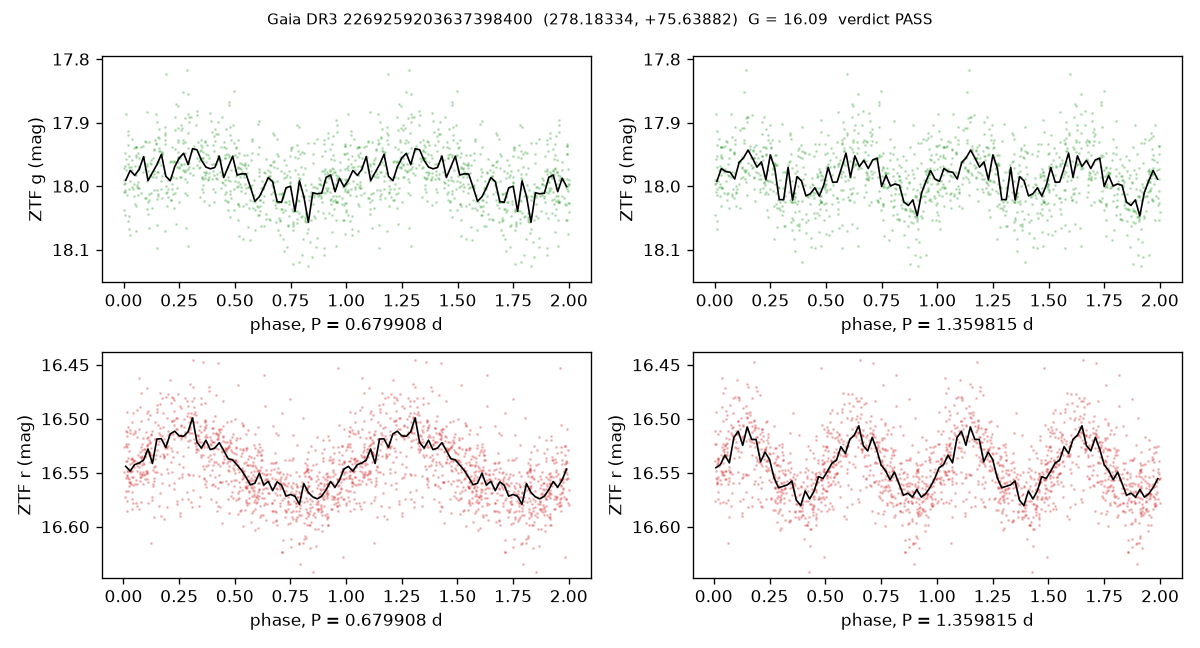 Gaia DR3 2269259203637398400 (278.18334, +75.63882) G = 16.09 verdict PASS
ZTF g (mag)
17.8
17.9
18.0
18.1
0.00 0.25 0.50 0.75 1.00 1.25 1.50 1.75 2.00
phase, P = 0.679908 d
ZTF g (mag)
17.8
17.9
18.0
18.1
0.00 0.25 0.50 0.75 1.00 1.25 1.50 1.75 2.00
phase, P = 1.359815 d
ZTF r (mag)
16.45
16.50
16.55
16.60
0.00 0.25 0.50 0.75 1.00 1.25 1.50 1.75 2.00
phase, P = 0.679908 d
ZTF r (mag)
16.45
16.50
16.55
16.60
0.00 0.25 0.50 0.75 1.00 1.25 1.50 1.75 2.00
phase, P = 1.359815 d